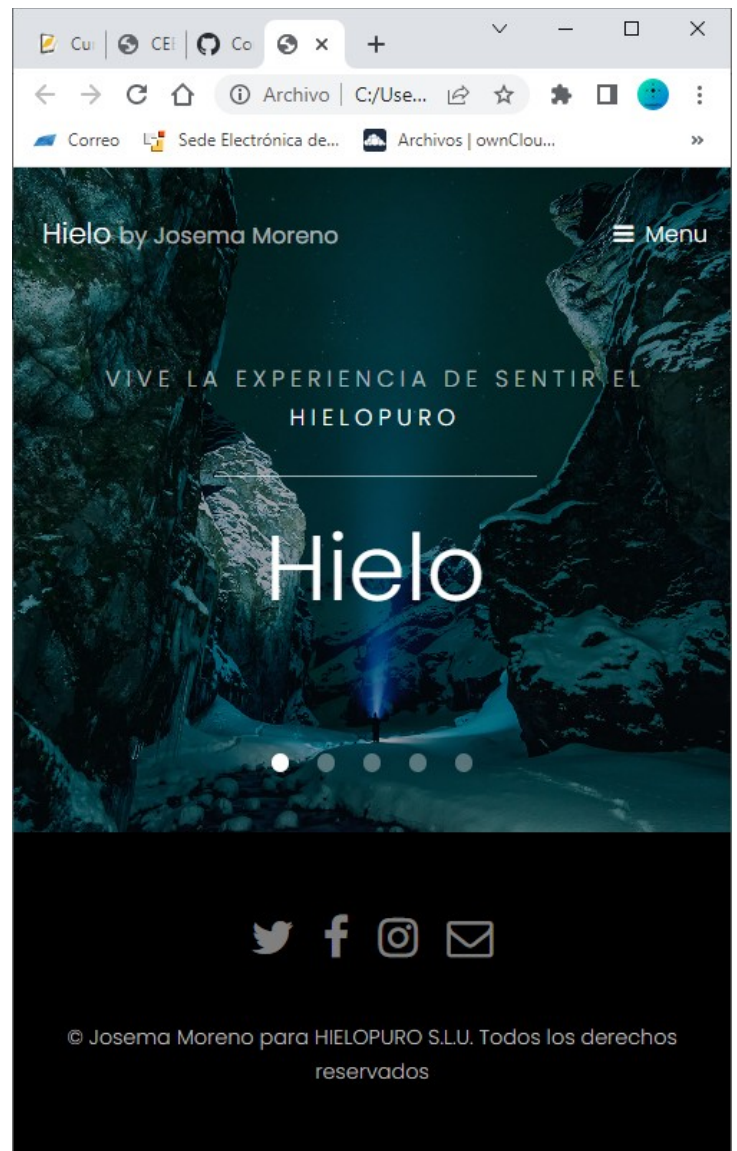 Cu
CEI
Co
Archivo C:/Use...
Correo Sede Electrónica de... Archivos | ownClou... »
Hielo by Josema Moreno
Menu
VIVE LA EXPERIENCIA DE SENTIR EL
HIELOPURO
Hielo
© Josema Moreno para HIELOPURO S.L.U. Todos los derechos
reservados